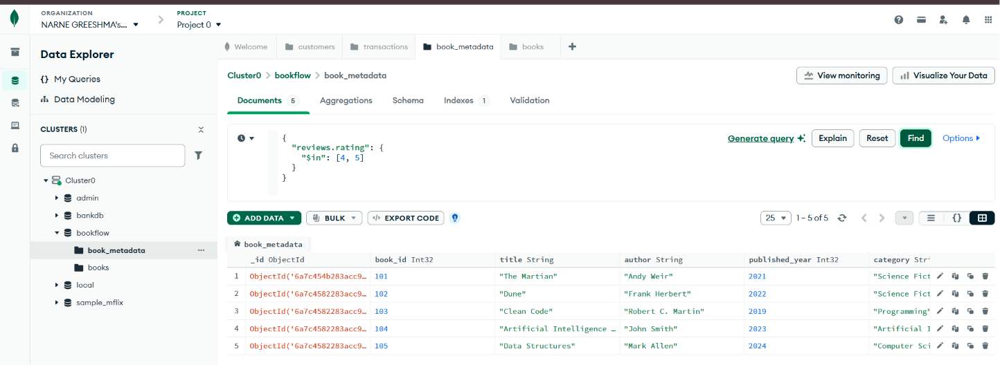 ORGANIZATION
NARNE GREESHMA's...
PROJECT
Project 0
Data Explorer
My Queries
Data Modeling
CLUSTERS (1)
Search clusters
Cluster0
admin
bankdb
bookflow
book_metadata
books
local
sample_mflix
Welcome customers transactions book_metadata books
Cluster0 > bookflow > book_metadata
View monitoring Visualize Your Data
Documents 5 Aggregations Schema Indexes 1 Validation
{
"reviews.rating": {
"$in": [4, 5]
}
}
Generate query Explain Reset Find Options
ADD DATA BULK EXPORT CODE 25 1 – 5 of 5 {}
book_metadata
_id ObjectId book_id Int32 title String author String published_year Int32 category Stri
1 ObjectId('6a7c454b283acc9… 101 "The Martian" "Andy Weir" 2021 "Science Fict
2 ObjectId('6a7c4582283acc9… 102 "Dune" "Frank Herbert" 2022 "Science Fict
3 ObjectId('6a7c4582283acc9… 103 "Clean Code" "Robert C. Martin" 2019 "Programming"
4 ObjectId('6a7c4582283acc9… 104 "Artificial Intelligence … "John Smith" 2023 "Artificial I
5 ObjectId('6a7c4582283acc9… 105 "Data Structures" "Mark Allen" 2024 "Computer Sci